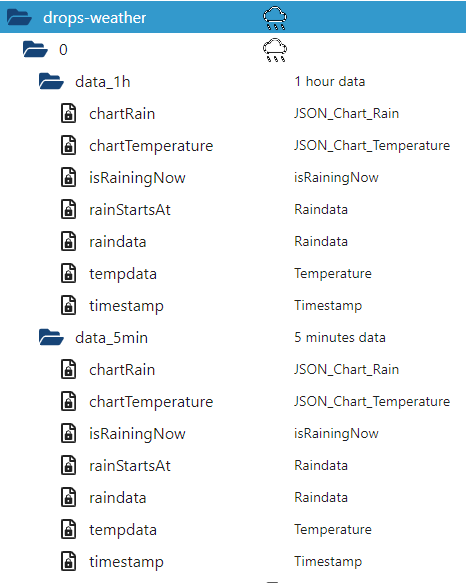 drops-weather
0
data_1h 1 hour data
chartRain JSON_Chart_Rain
chartTemperature JSON_Chart_Temperature
isRainingNow isRainingNow
rainStartsAt Raindata
raindata Raindata
tempdata Temperature
timestamp Timestamp
data_5min 5 minutes data
chartRain JSON_Chart_Rain
chartTemperature JSON_Chart_Temperature
isRainingNow isRainingNow
rainStartsAt Raindata
raindata Raindata
tempdata Temperature
timestamp Timestamp